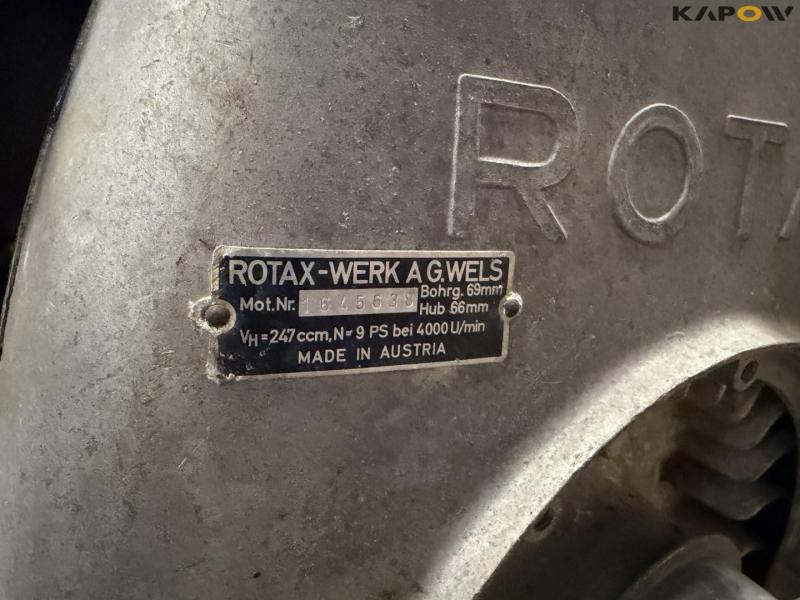 KAPOW
ROTA
ROTAX-WERK A G.WELS
Mot.Nr. Bohrg. 69mm
Hub 66mm
VH=247ccm, N=9 PS bei 4000U/min
MADE IN AUSTRIA